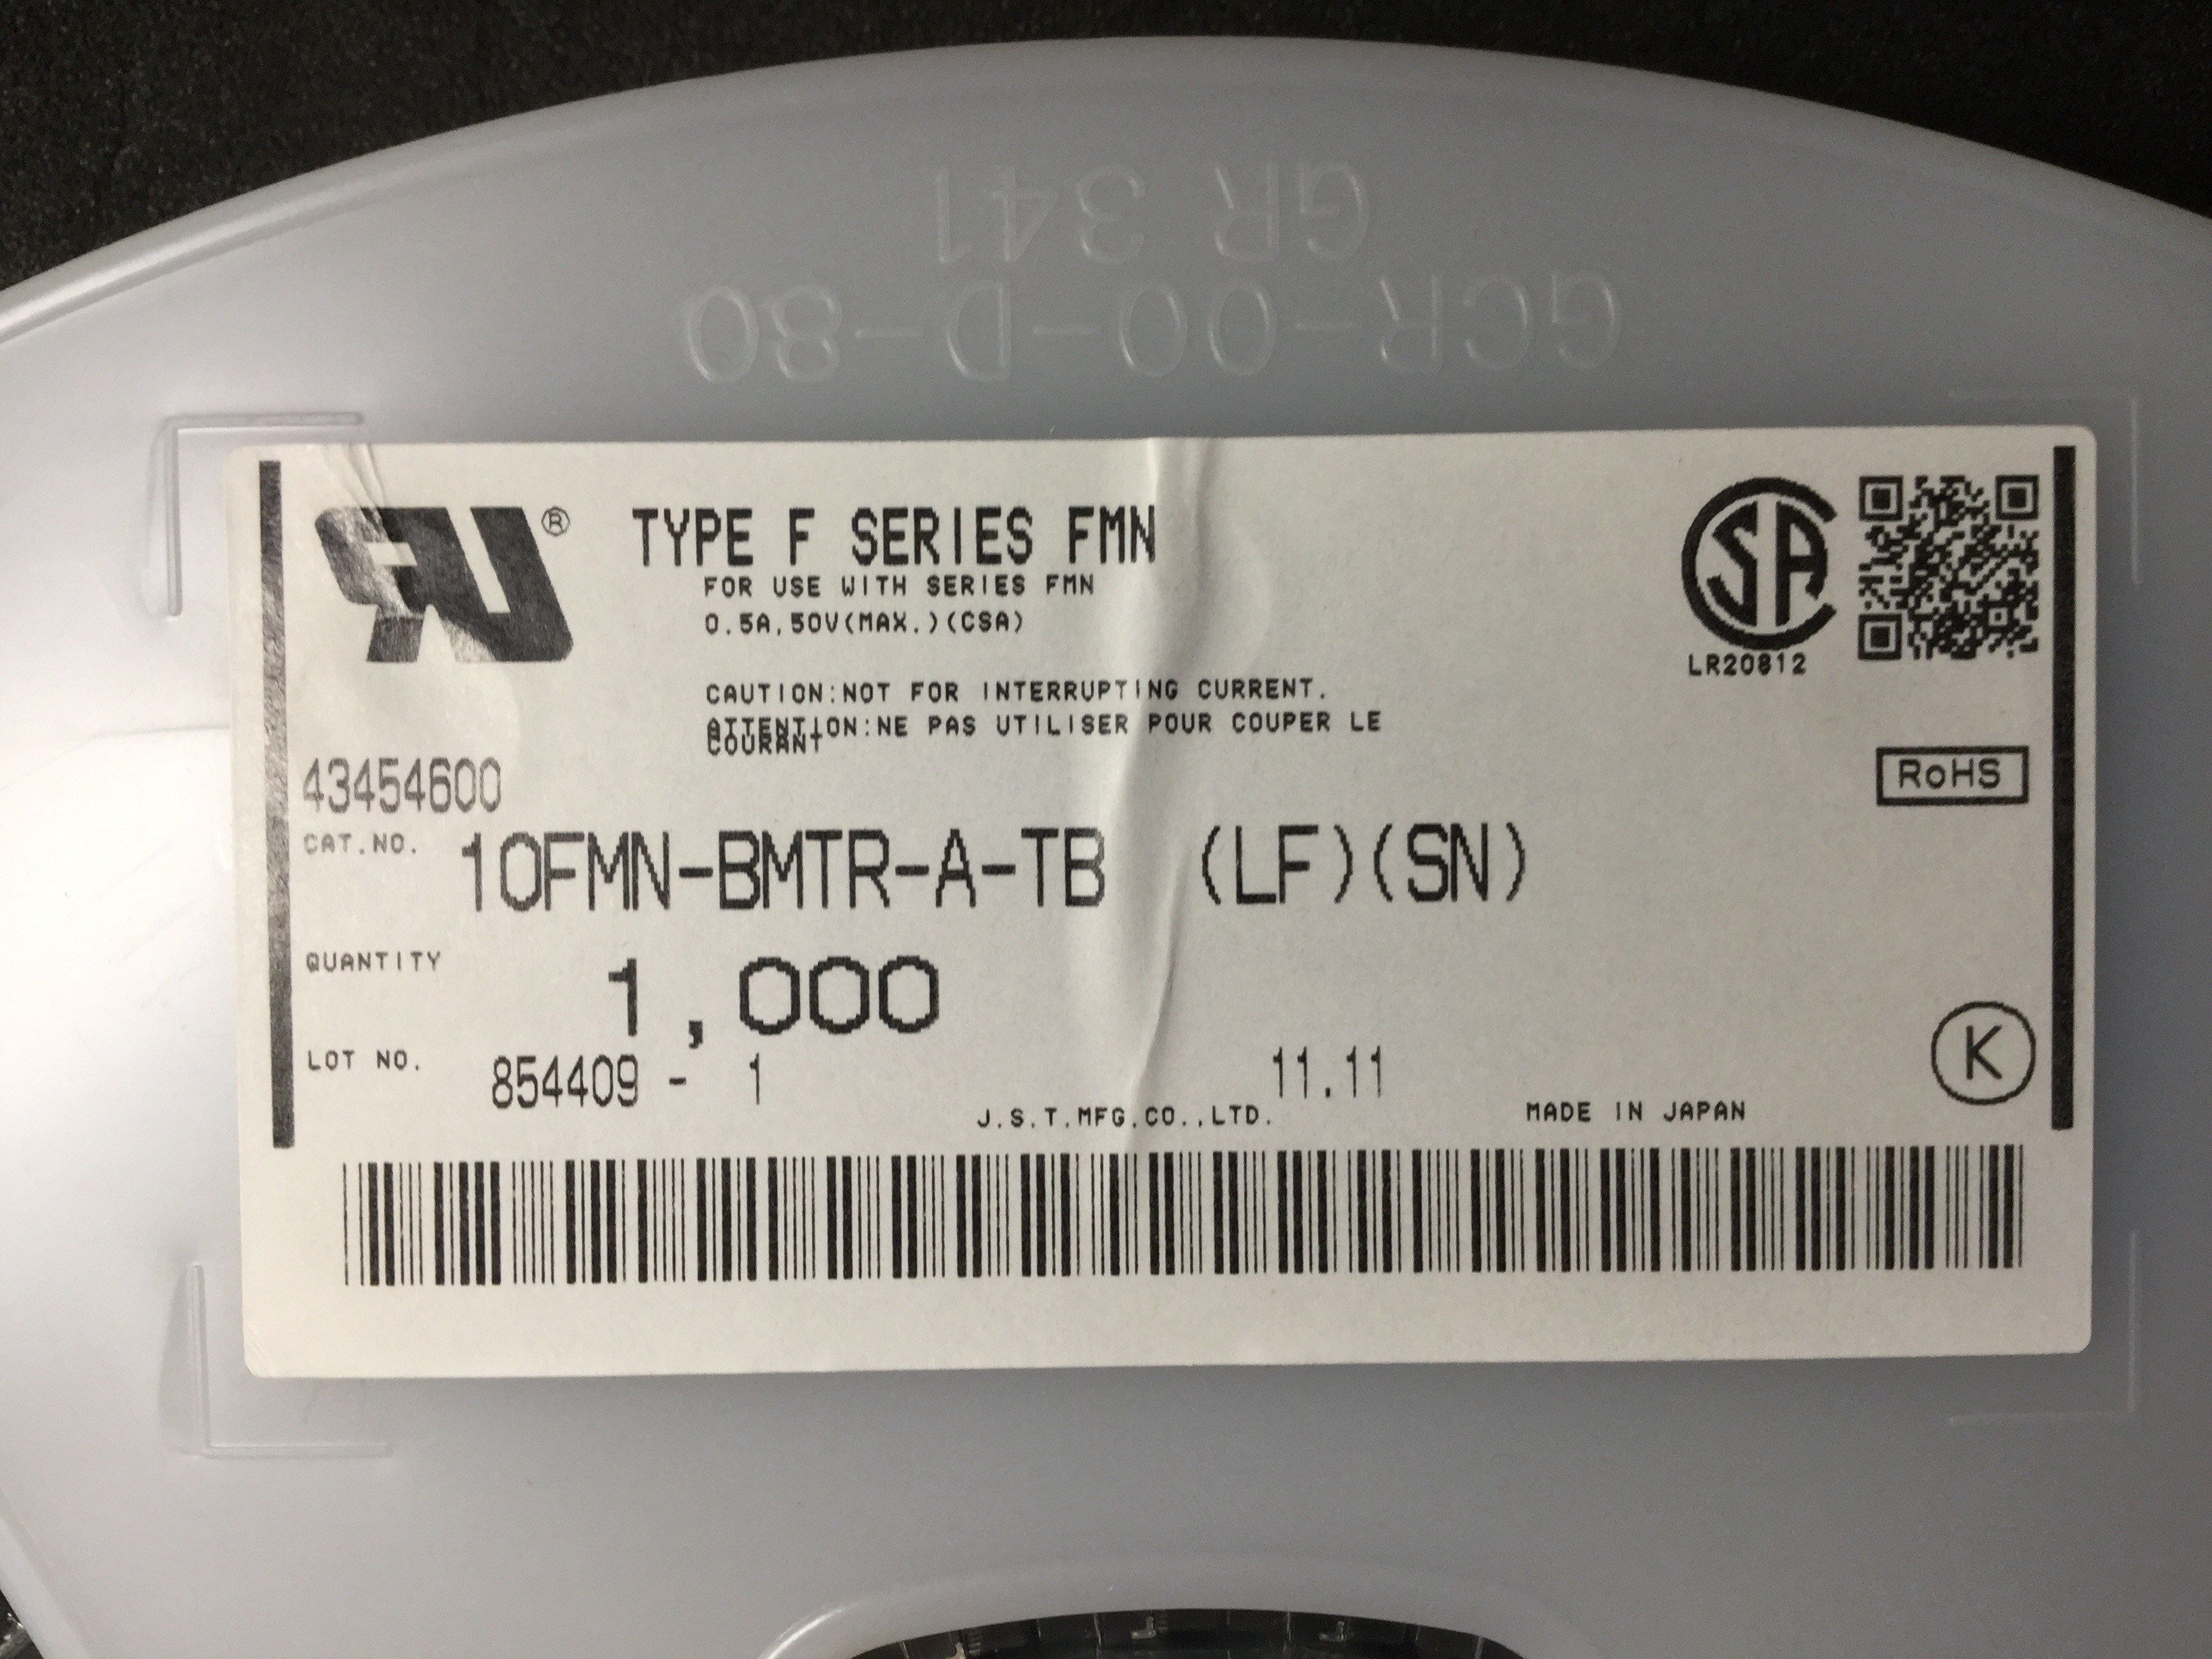 GR 341
GCR-00-D-80
RU®
TYPE F SERIES FMN
FOR USE WITH SERIES FMN
0.5A,50V(MAX.)(CSA)
SA
LR20812
CAUTION:NOT FOR INTERRUPTING CURRENT.
ATTENTION:NE PAS UTILISER POUR COUPER LE
COURANT
43454600
RoHS
CAT.NO. 10FMN-BMTR-A-TB (LF)(SN)
QUANTITY 1,000
LOT NO. 854409 - 1 11.11
K
J.S.T.MFG.CO.,LTD. MADE IN JAPAN